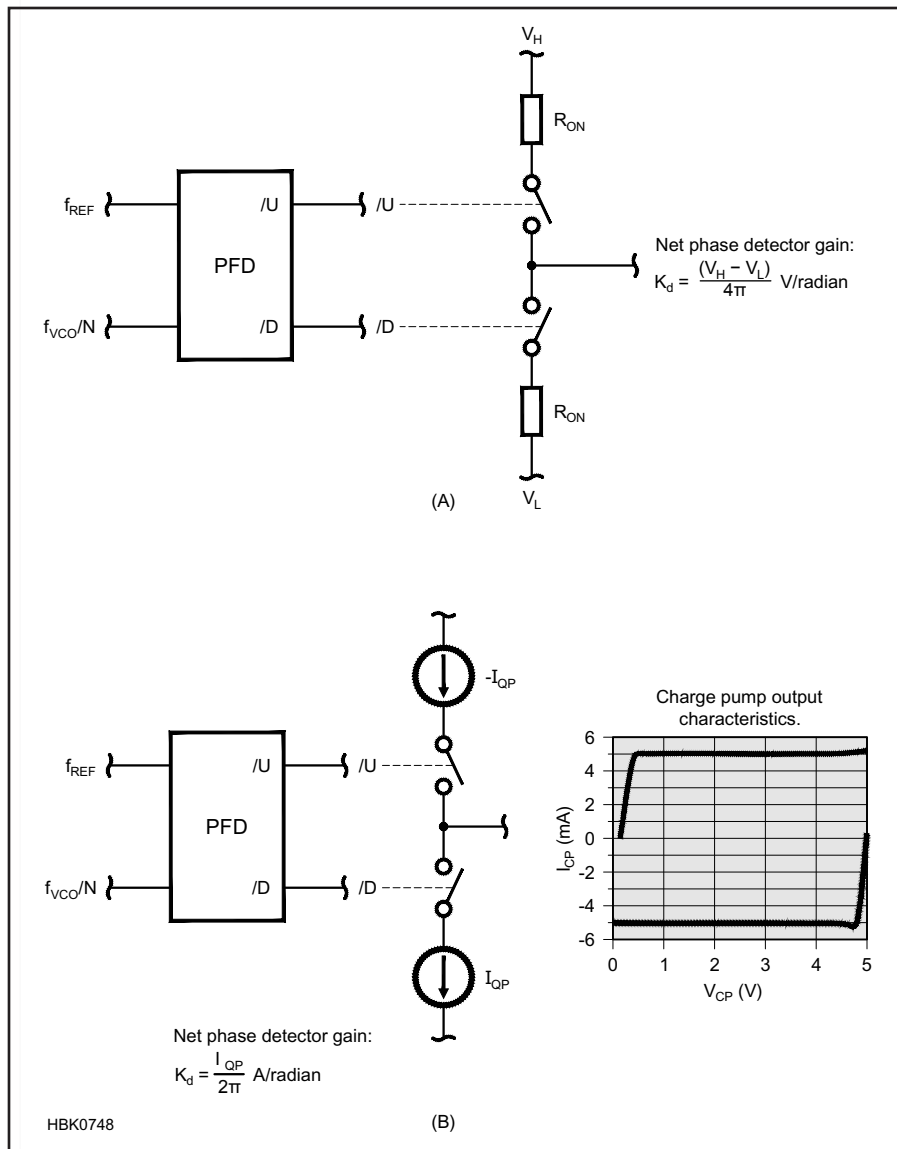 V_H
R_ON
f_REF
/U
/U
PFD
f_VCO/N
/D
/D
Net phase detector gain:
K_d = (V_H – V_L) / 4π V/radian
R_ON
V_L
(A)
-I_QP
f_REF
/U
/U
PFD
f_VCO/N
/D
/D
I_QP
Charge pump output
characteristics.
6
4
2
0
-2
-4
-6
I_CP (mA)
0 1 2 3 4 5
V_CP (V)
Net phase detector gain:
K_d = I_QP / 2π A/radian
HBK0748
(B)